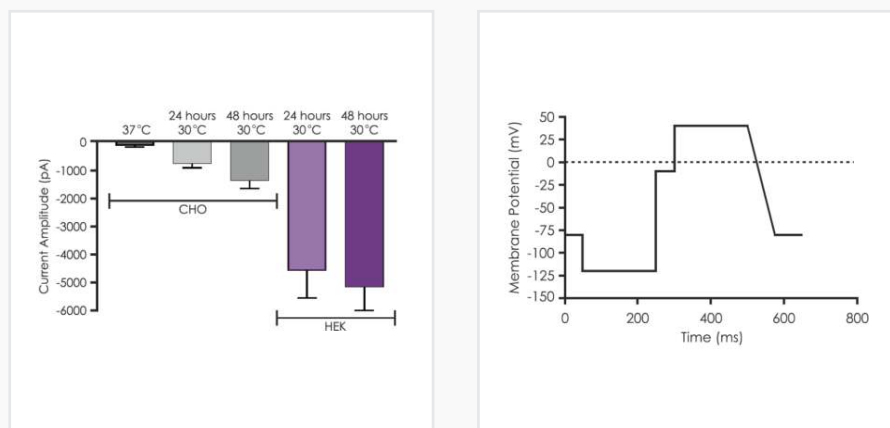 24 hours 48 hours 24 hours 48 hours
37°C 30°C 30°C 30°C 30°C
0
-1000
-2000
-3000
-4000
-5000
-6000
Current Amplitude (pA)
CHO
HEK
50
25
0
-25
-50
-75
-100
-125
-150
Membrane Potential (mV)
0 200 400 600 800
Time (ms)